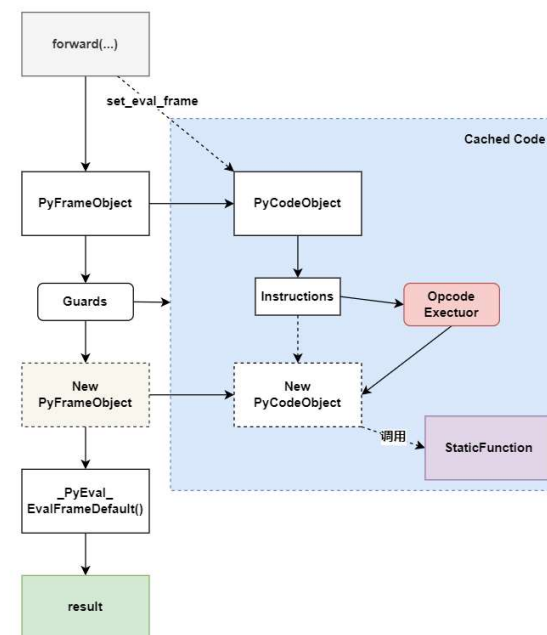 forward(...)
set_eval_frame
Cached Code
PyFrameObject
PyCodeObject
Guards
Instructions
Opcode
Exectuor
New
PyFrameObject
New
PyCodeObject
调用
StaticFunction
_PyEval_
EvalFrameDefault()
result